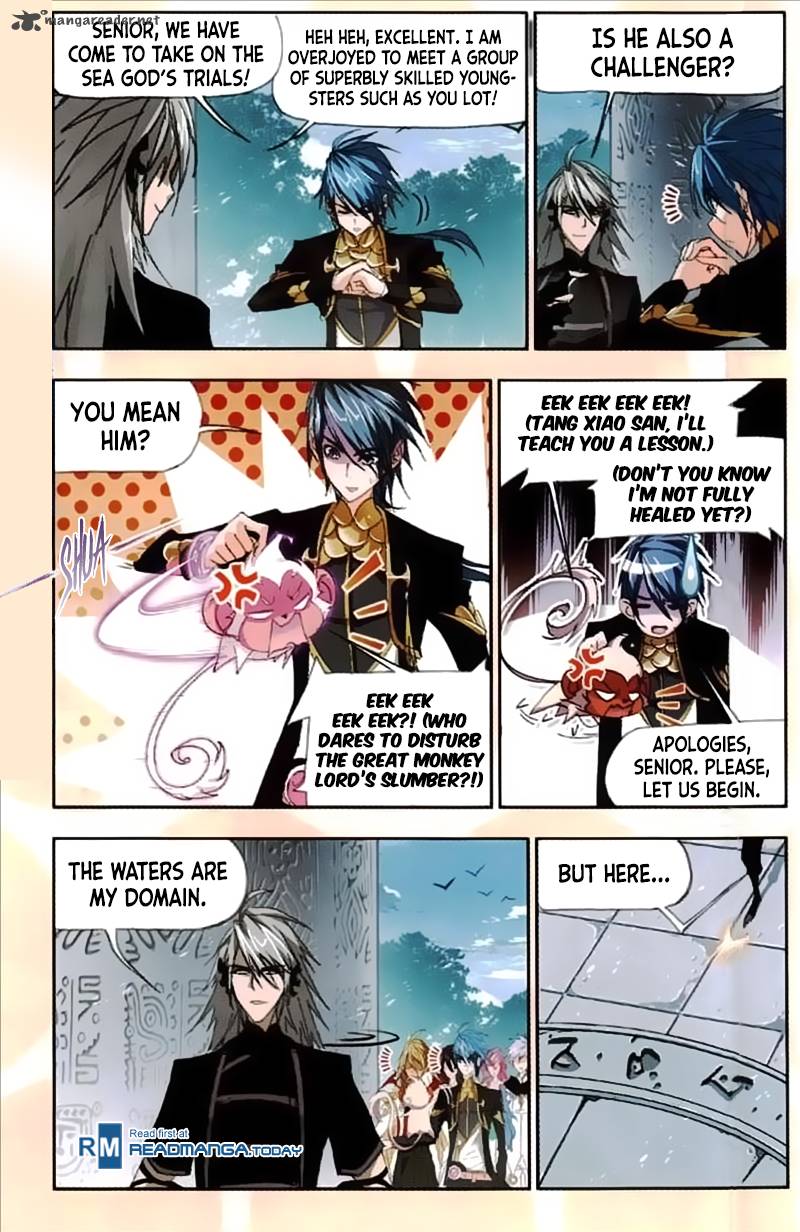 mangareader.net
SENIOR, WE HAVE
COME TO TAKE ON THE
SEA GOD'S TRIALS!
HEH HEH, EXCELLENT. I AM
OVERJOYED TO MEET A GROUP
OF SUPERBLY SKILLED YOUNG-
STERS SUCH AS YOU LOT!
IS HE ALSO A
CHALLENGER?
YOU MEAN
HIM?
SHUA
EEK EEK
EEK EEK?! (WHO
DARES TO DISTURB
THE GREAT MONKEY
LORD'S SLUMBER?!)
EEK EEK EEK EEK!
(TANG XIAO SAN, I'LL
TEACH YOU A LESSON.)
(DON'T YOU KNOW
I'M NOT FULLY
HEALED YET?)
APOLOGIES,
SENIOR. PLEASE,
LET US BEGIN.
THE WATERS ARE
MY DOMAIN.
BUT HERE...
RM
Read first at
READMANGA.TODAY